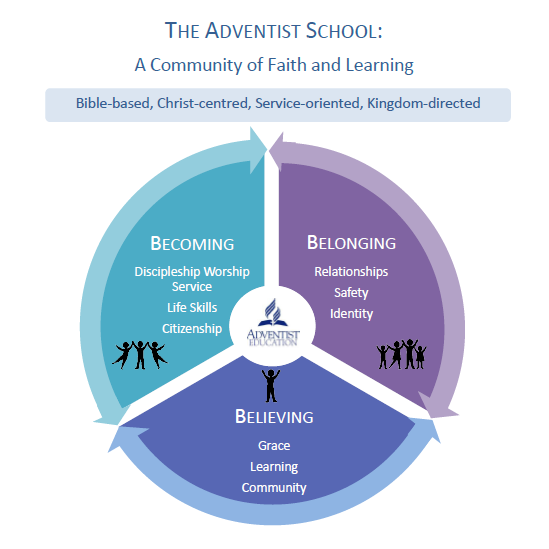 THE ADVENTIST SCHOOL:
A Community of Faith and Learning
Bible-based, Christ-centred, Service-oriented, Kingdom-directed
BECOMING
Discipleship Worship
Service
Life Skills
Citizenship
BELONGING
Relationships
Safety
Identity
ADVENTIST
EDUCATION
BELIEVING
Grace
Learning
Community